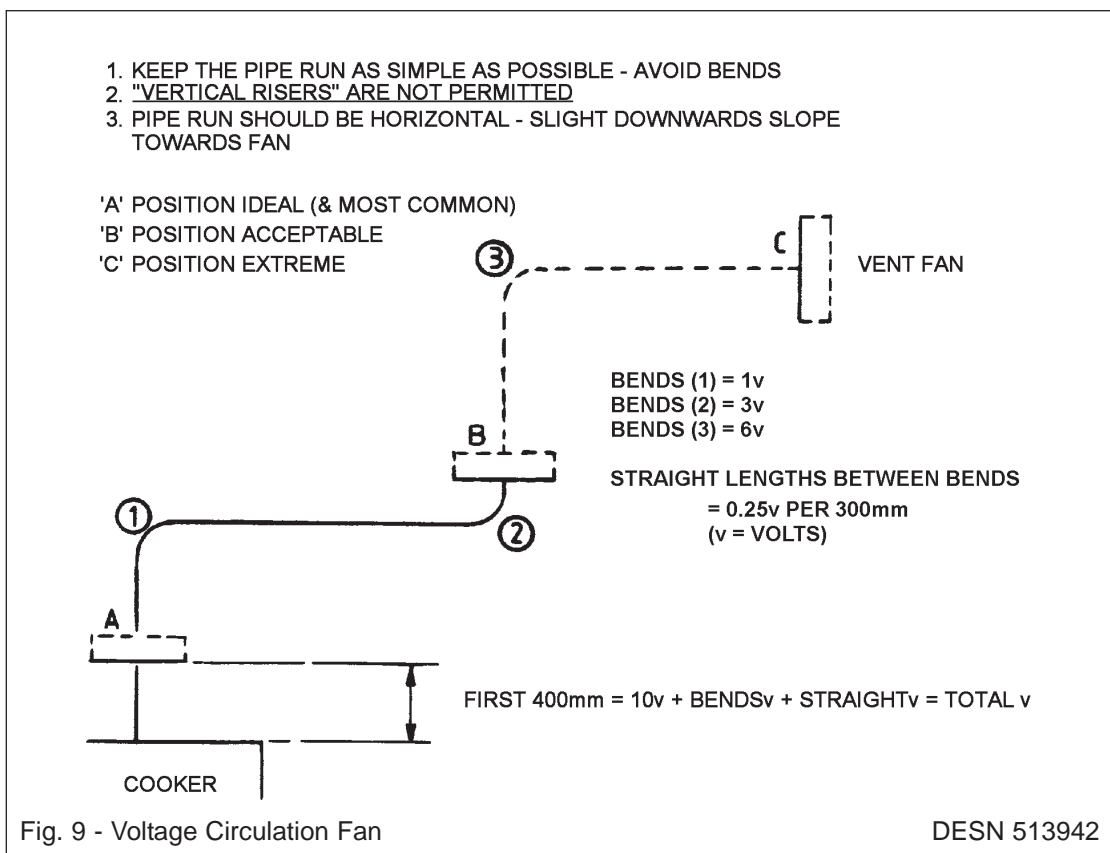 1. KEEP THE PIPE RUN AS SIMPLE AS POSSIBLE - AVOID BENDS
2. "VERTICAL RISERS" ARE NOT PERMITTED
3. PIPE RUN SHOULD BE HORIZONTAL - SLIGHT DOWNWARDS SLOPE
TOWARDS FAN
'A' POSITION IDEAL (& MOST COMMON)
'B' POSITION ACCEPTABLE
'C' POSITION EXTREME
3
C
VENT FAN
BENDS (1) = 1v
BENDS (2) = 3v
BENDS (3) = 6v
B
STRAIGHT LENGTHS BETWEEN BENDS
= 0.25v PER 300mm
(v = VOLTS)
1
2
A
FIRST 400mm = 10v + BENDSv + STRAIGHTv = TOTAL v
COOKER
Fig. 9 - Voltage Circulation Fan
DESN 513942